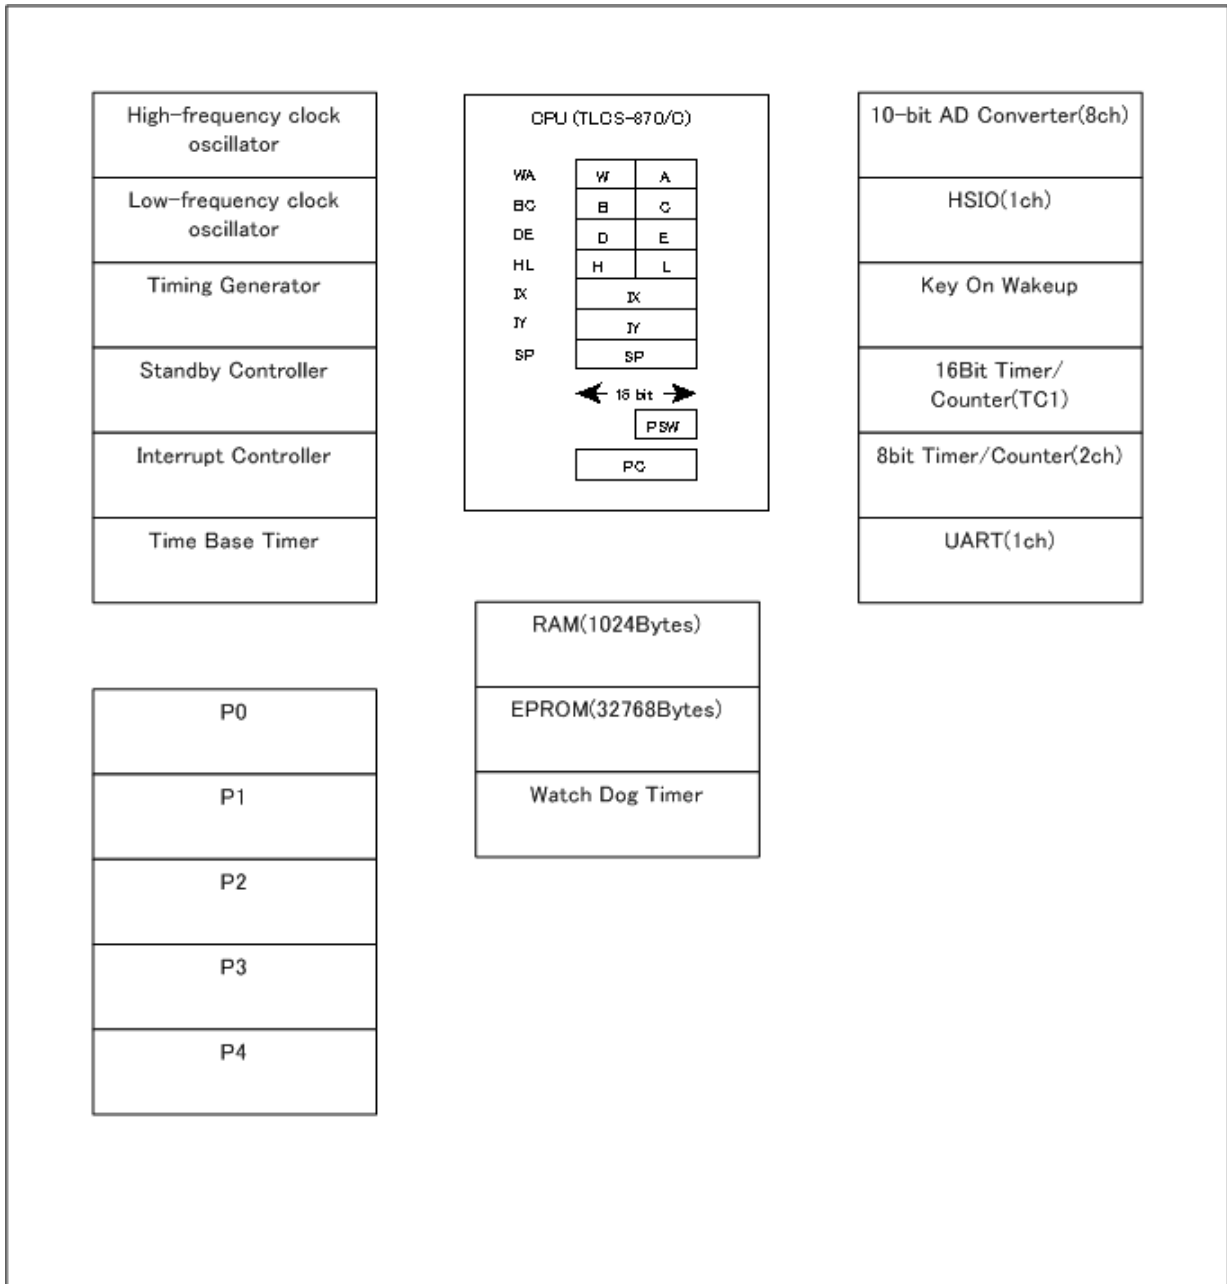 High-frequency clock
oscillator
Low-frequency clock
oscillator
Timing Generator
Standby Controller
Interrupt Controller
Time Base Timer
CPU (TLCS-870/C)
WA W A
BC B C
DE D E
HL H L
IX IX
IY IY
SP SP
16 bit
PSW
PC
10-bit AD Converter(8ch)
HSIO(1ch)
Key On Wakeup
16Bit Timer/
Counter(TC1)
8bit Timer/Counter(2ch)
UART(1ch)
RAM(1024Bytes)
EPROM(32768Bytes)
Watch Dog Timer
P0
P1
P2
P3
P4